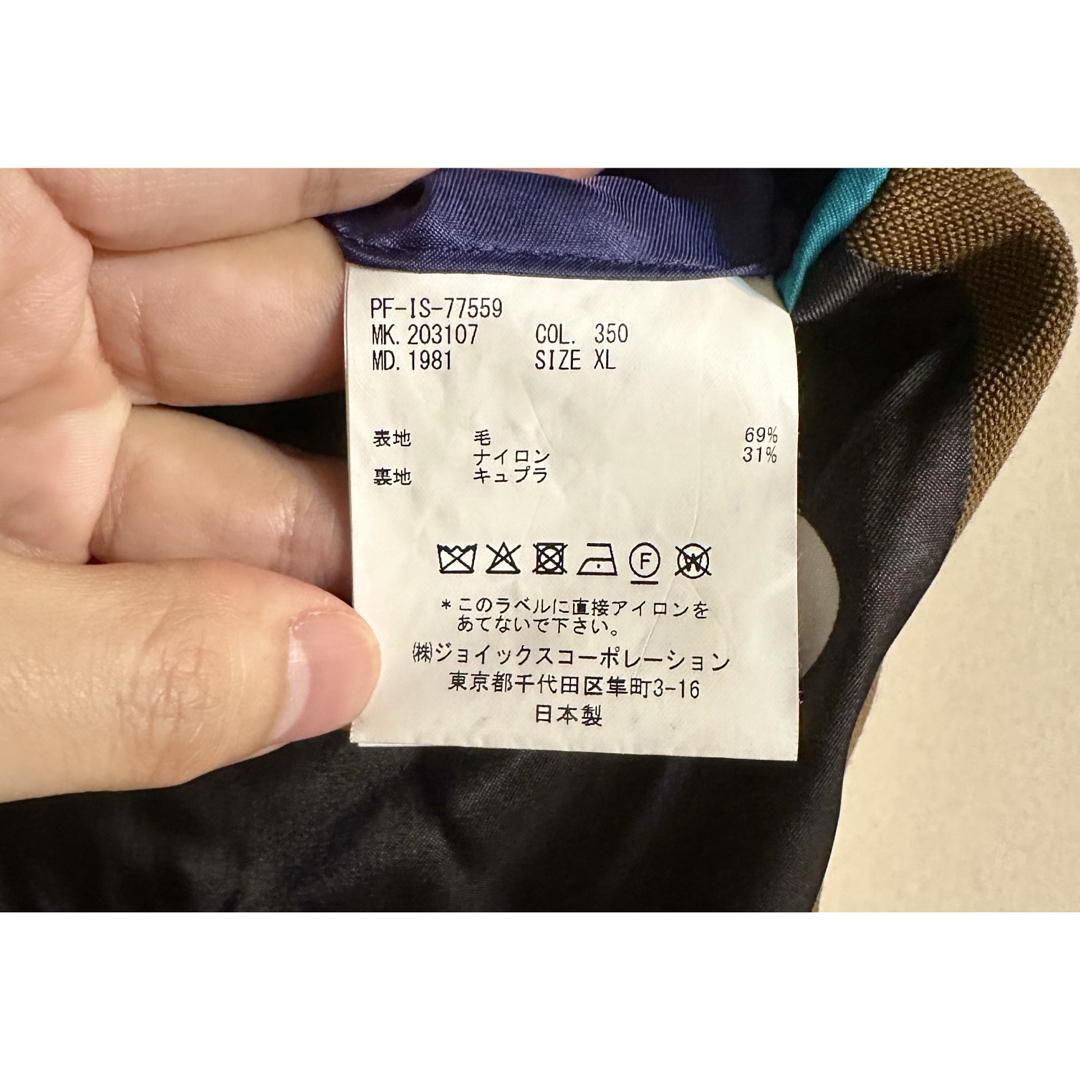 PF-IS-77559
MK. 203107 COL. 350
MD. 1981 SIZE XL
表地 毛 69%
ナイロン 31%
裏地 キュプラ
F W
*このラベルに直接アイロンを
あてないで下さい。
㈱ジョイックスコーポレーション
東京都千代田区隼町3-16
日本製